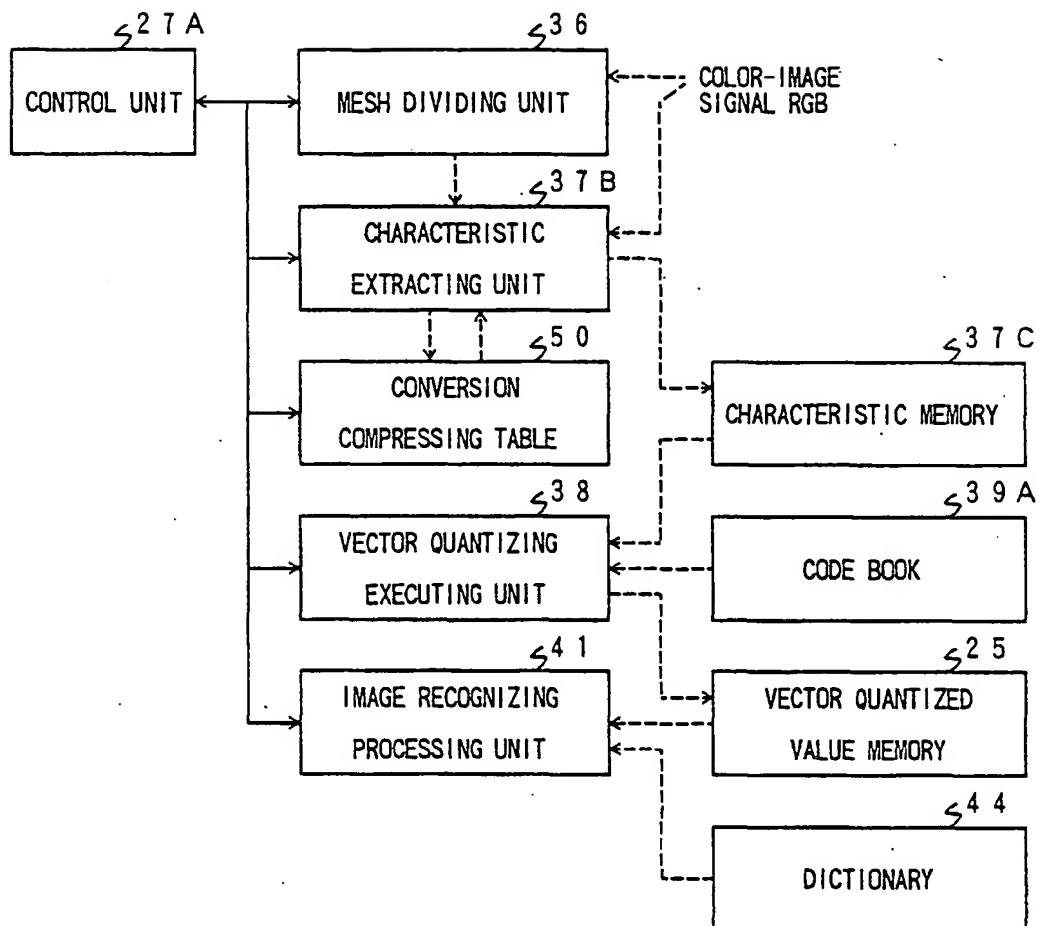 27A
CONTROL UNIT
36
MESH DIVIDING UNIT
COLOR-IMAGE
SIGNAL RGB
37B
CHARACTERISTIC
EXTRACTING UNIT
50
CONVERSION
COMPRESSING TABLE
37C
CHARACTERISTIC MEMORY
38
VECTOR QUANTIZING
EXECUTING UNIT
39A
CODE BOOK
41
IMAGE RECOGNIZING
PROCESSING UNIT
25
VECTOR QUANTIZED
VALUE MEMORY
44
DICTIONARY